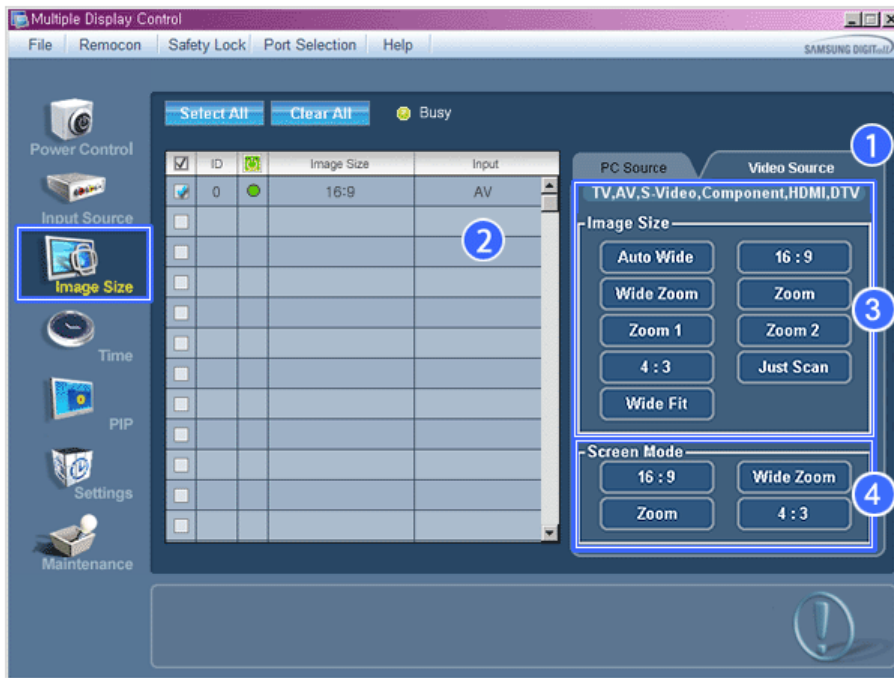 Multiple Display Control
File Remocon Safety Lock Port Selection Help
SAMSUNG DIGITall
Select All Clear All Busy
Power Control
Input Source
Image Size
Time
PIP
Settings
Maintenance
ID Image Size Input
0 16:9 AV
2
PC Source Video Source
1
TV,AV,S-Video,Component,HDMI,DTV
Image Size
Auto Wide 16 : 9
Wide Zoom Zoom
3
Zoom 1 Zoom 2
4 : 3 Just Scan
Wide Fit
Screen Mode
16 : 9 Wide Zoom
4
Zoom 4 : 3